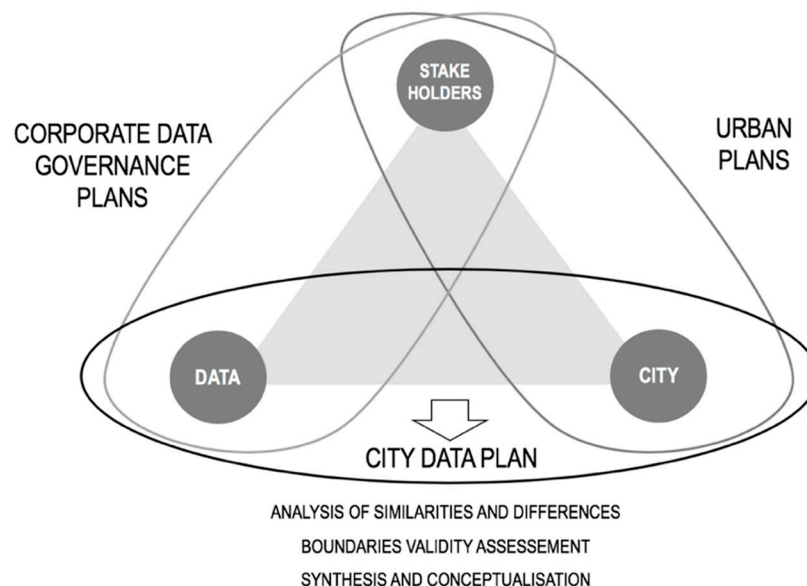 STAKE
HOLDERS
CORPORATE DATA
GOVERNANCE
PLANS
URBAN
PLANS
DATA
CITY
CITY DATA PLAN
ANALYSIS OF SIMILARITIES AND DIFFERENCES
BOUNDARIES VALIDITY ASSESSEMENT
SYNTHESIS AND CONCEPTUALISATION